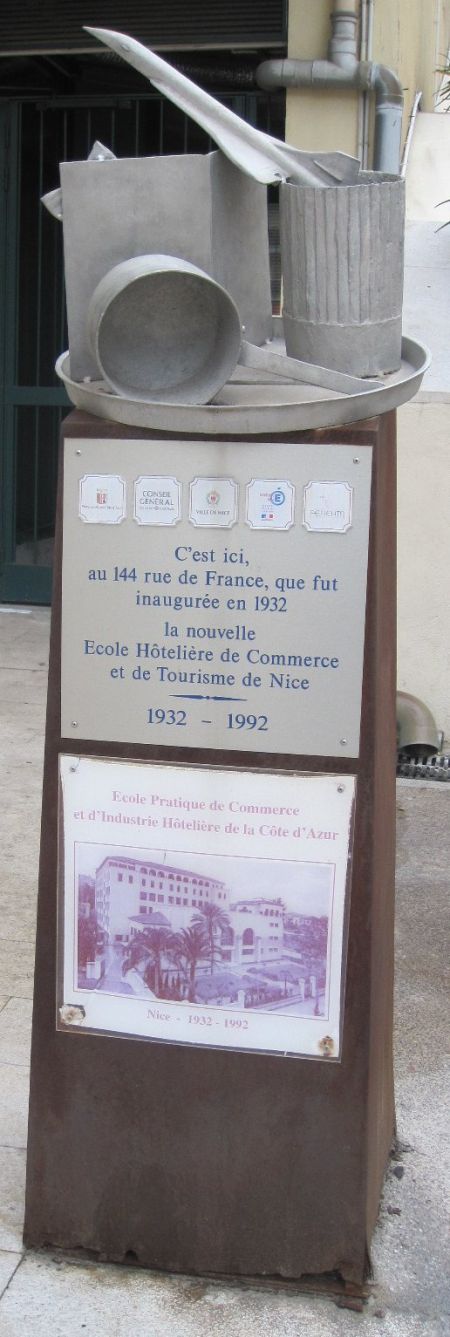 CONSEIL
GÉNÉRAL
VILLE DE NICE
C'est ici,
au 144 rue de France, que fut
inaugurée en 1932
la nouvelle
Ecole Hôtelière de Commerce
et de Tourisme de Nice
1932 – 1992
Ecole Pratique de Commerce
et d'Industrie Hôtelière de la Côte d'Azur
Nice - 1932 - 1992